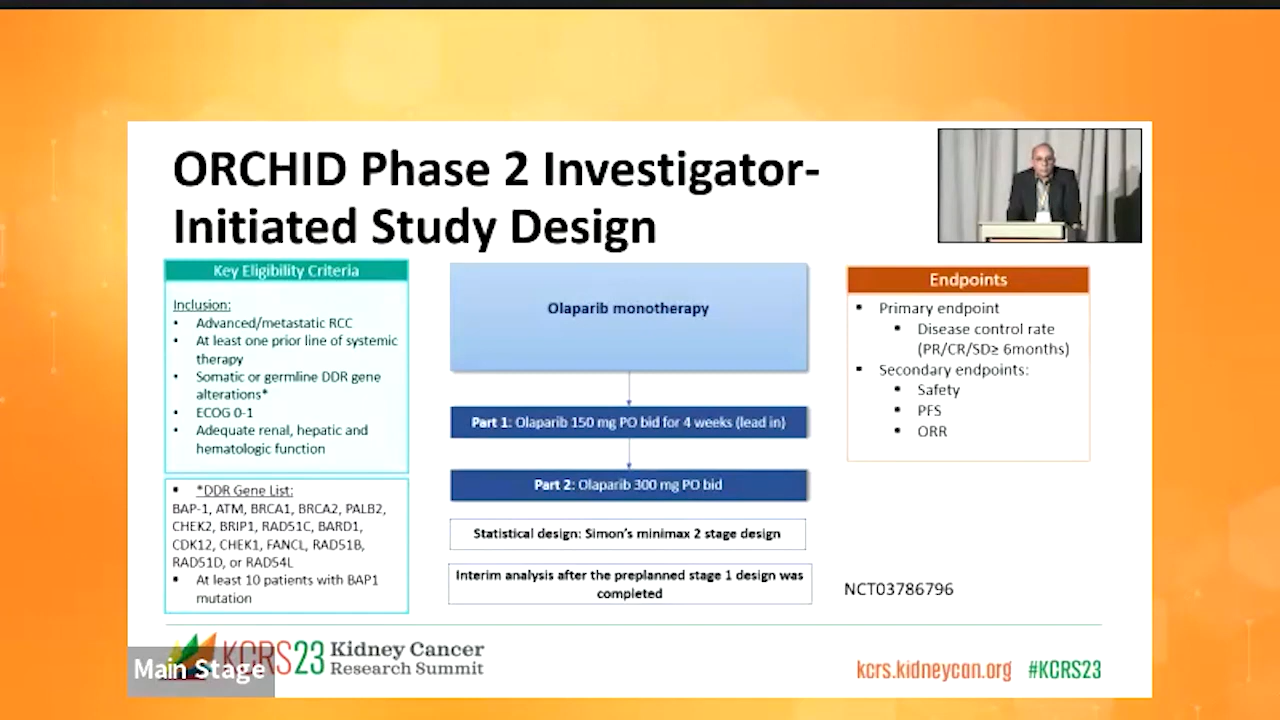 ORCHID Phase 2 Investigator-
Initiated Study Design
Key Eligibility Criteria
Inclusion:
• Advanced/metastatic RCC
• At least one prior line of systemic
therapy
• Somatic or germline DDR gene
alterations*
• ECOG 0-1
• Adequate renal, hepatic and
hematologic function
▪ *DDR Gene List:
BAP-1, ATM, BRCA1, BRCA2, PALB2,
CHEK2, BRIP1, RAD51C, BARD1,
CDK12, CHEK1, FANCL, RAD51B,
RAD51D, or RAD54L
▪ At least 10 patients with BAP1
mutation
Olaparib monotherapy
Part 1: Olaparib 150 mg PO bid for 4 weeks (lead in)
Part 2: Olaparib 300 mg PO bid
Statistical design: Simon's minimax 2 stage design
Interim analysis after the preplanned stage 1 design was
completed
Endpoints
▪ Primary endpoint
▪ Disease control rate
(PR/CR/SD≥ 6months)
▪ Secondary endpoints:
▪ Safety
▪ PFS
▪ ORR
NCT03786796
KCRS23 Kidney Cancer
Research Summit
Main Stage
kcrs.kidneycan.org #KCRS23